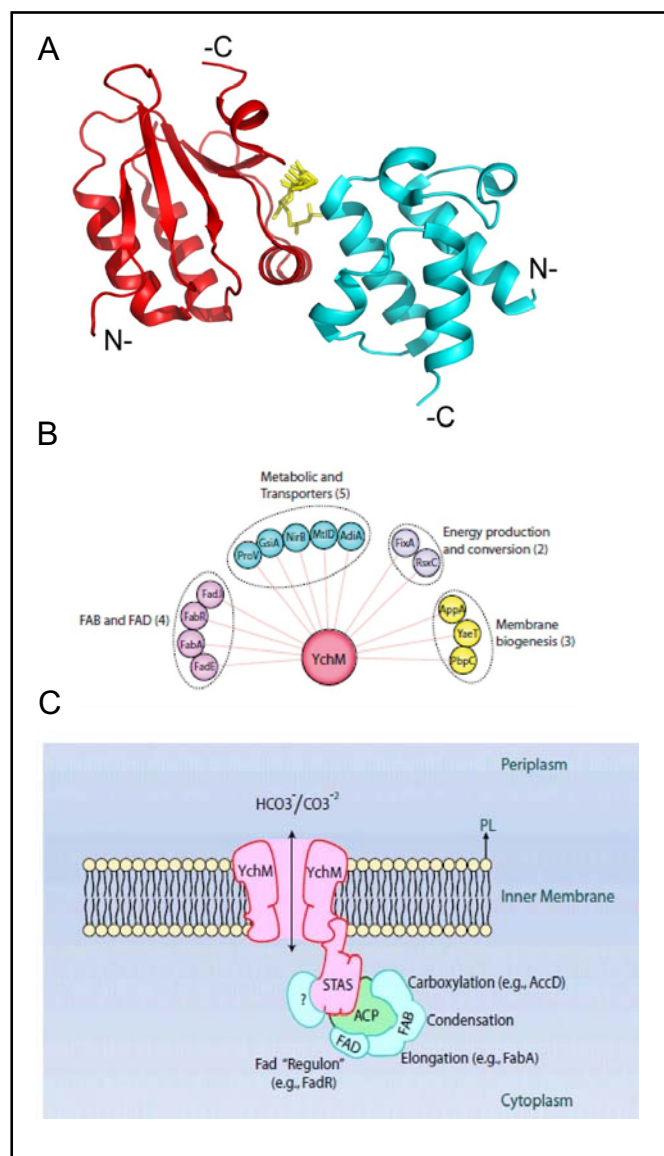 A
-C
N-
N-
-C
B
Metabolic and
Transporters (5)
ProV
GsiA
NirB
MtlD
AdiA
Energy production
and conversion (2)
FixA
RsxC
FAB and FAD (4)
FadJ
FabR
FabA
FadE
AppA
YaeT
PbpC
Membrane
biogenesis (3)
YchM
C
Periplasm
HCO3⁻/CO3⁻²
PL
YchM
YchM
Inner Membrane
STAS
?
ACP
FAB
FAD
Carboxylation (e.g., AccD)
Condensation
Elongation (e.g., FabA)
Fad "Regulon"
(e.g., FadR)
Cytoplasm